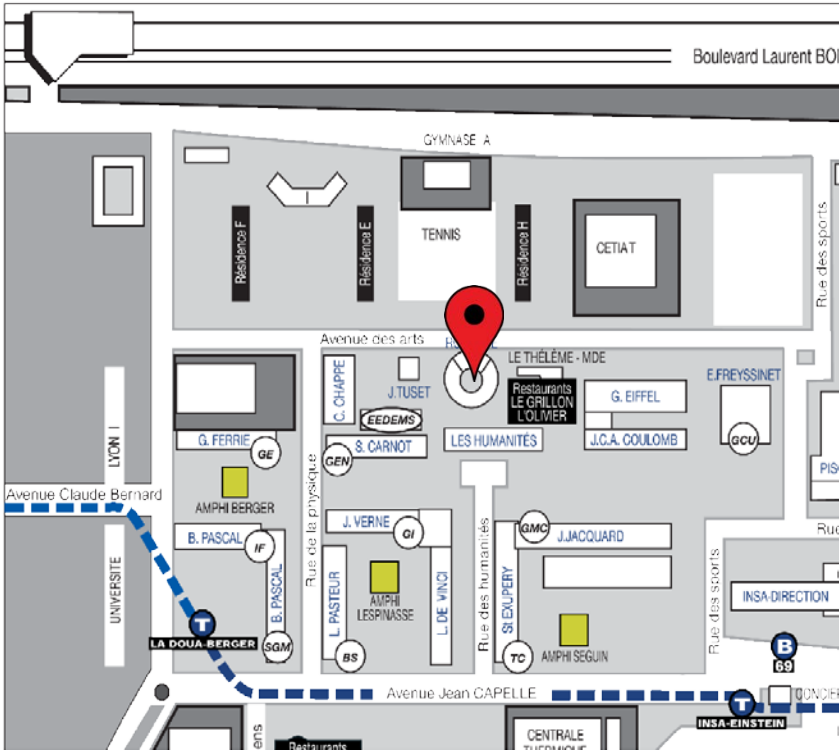 Boulevard Laurent BO
GYMNASE A
Résidence F
Résidence E
TENNIS
Résidence H
CETIAT
Rue des sports
Avenue des arts
LE THÉLÈME - MDE
C. CHAPPE
J.TUSET
Restaurants
LE GRILLON
L'OLIVIER
G. EIFFEL
E.FREYSSINET
EEDEMS
G. FERRIE
GE
GEN
S. CARNOT
LES HUMANITÉS
J.C.A. COULOMB
GCU
LYON I
PIS
Avenue Claude Bernard
AMPHI BERGER
Rue de la physique
B. PASCAL
IF
J. VERNE
GI
GMC
J.JACQUARD
Rue
UNIVERSITE
B. PASCAL
L. PASTEUR
AMPHI
LESPINASSE
L. DE VINCI
Rue des humanités
St EXUPERY
Rue des sports
INSA-DIRECTION
T
LA DOUA-BERGER
SGM
BS
TC
AMPHI SEGUIN
B
69
Avenue Jean CAPELLE
CONCIER
T
INSA-EINSTEIN
ens
Restaurants
CENTRALE
THERMIQUE